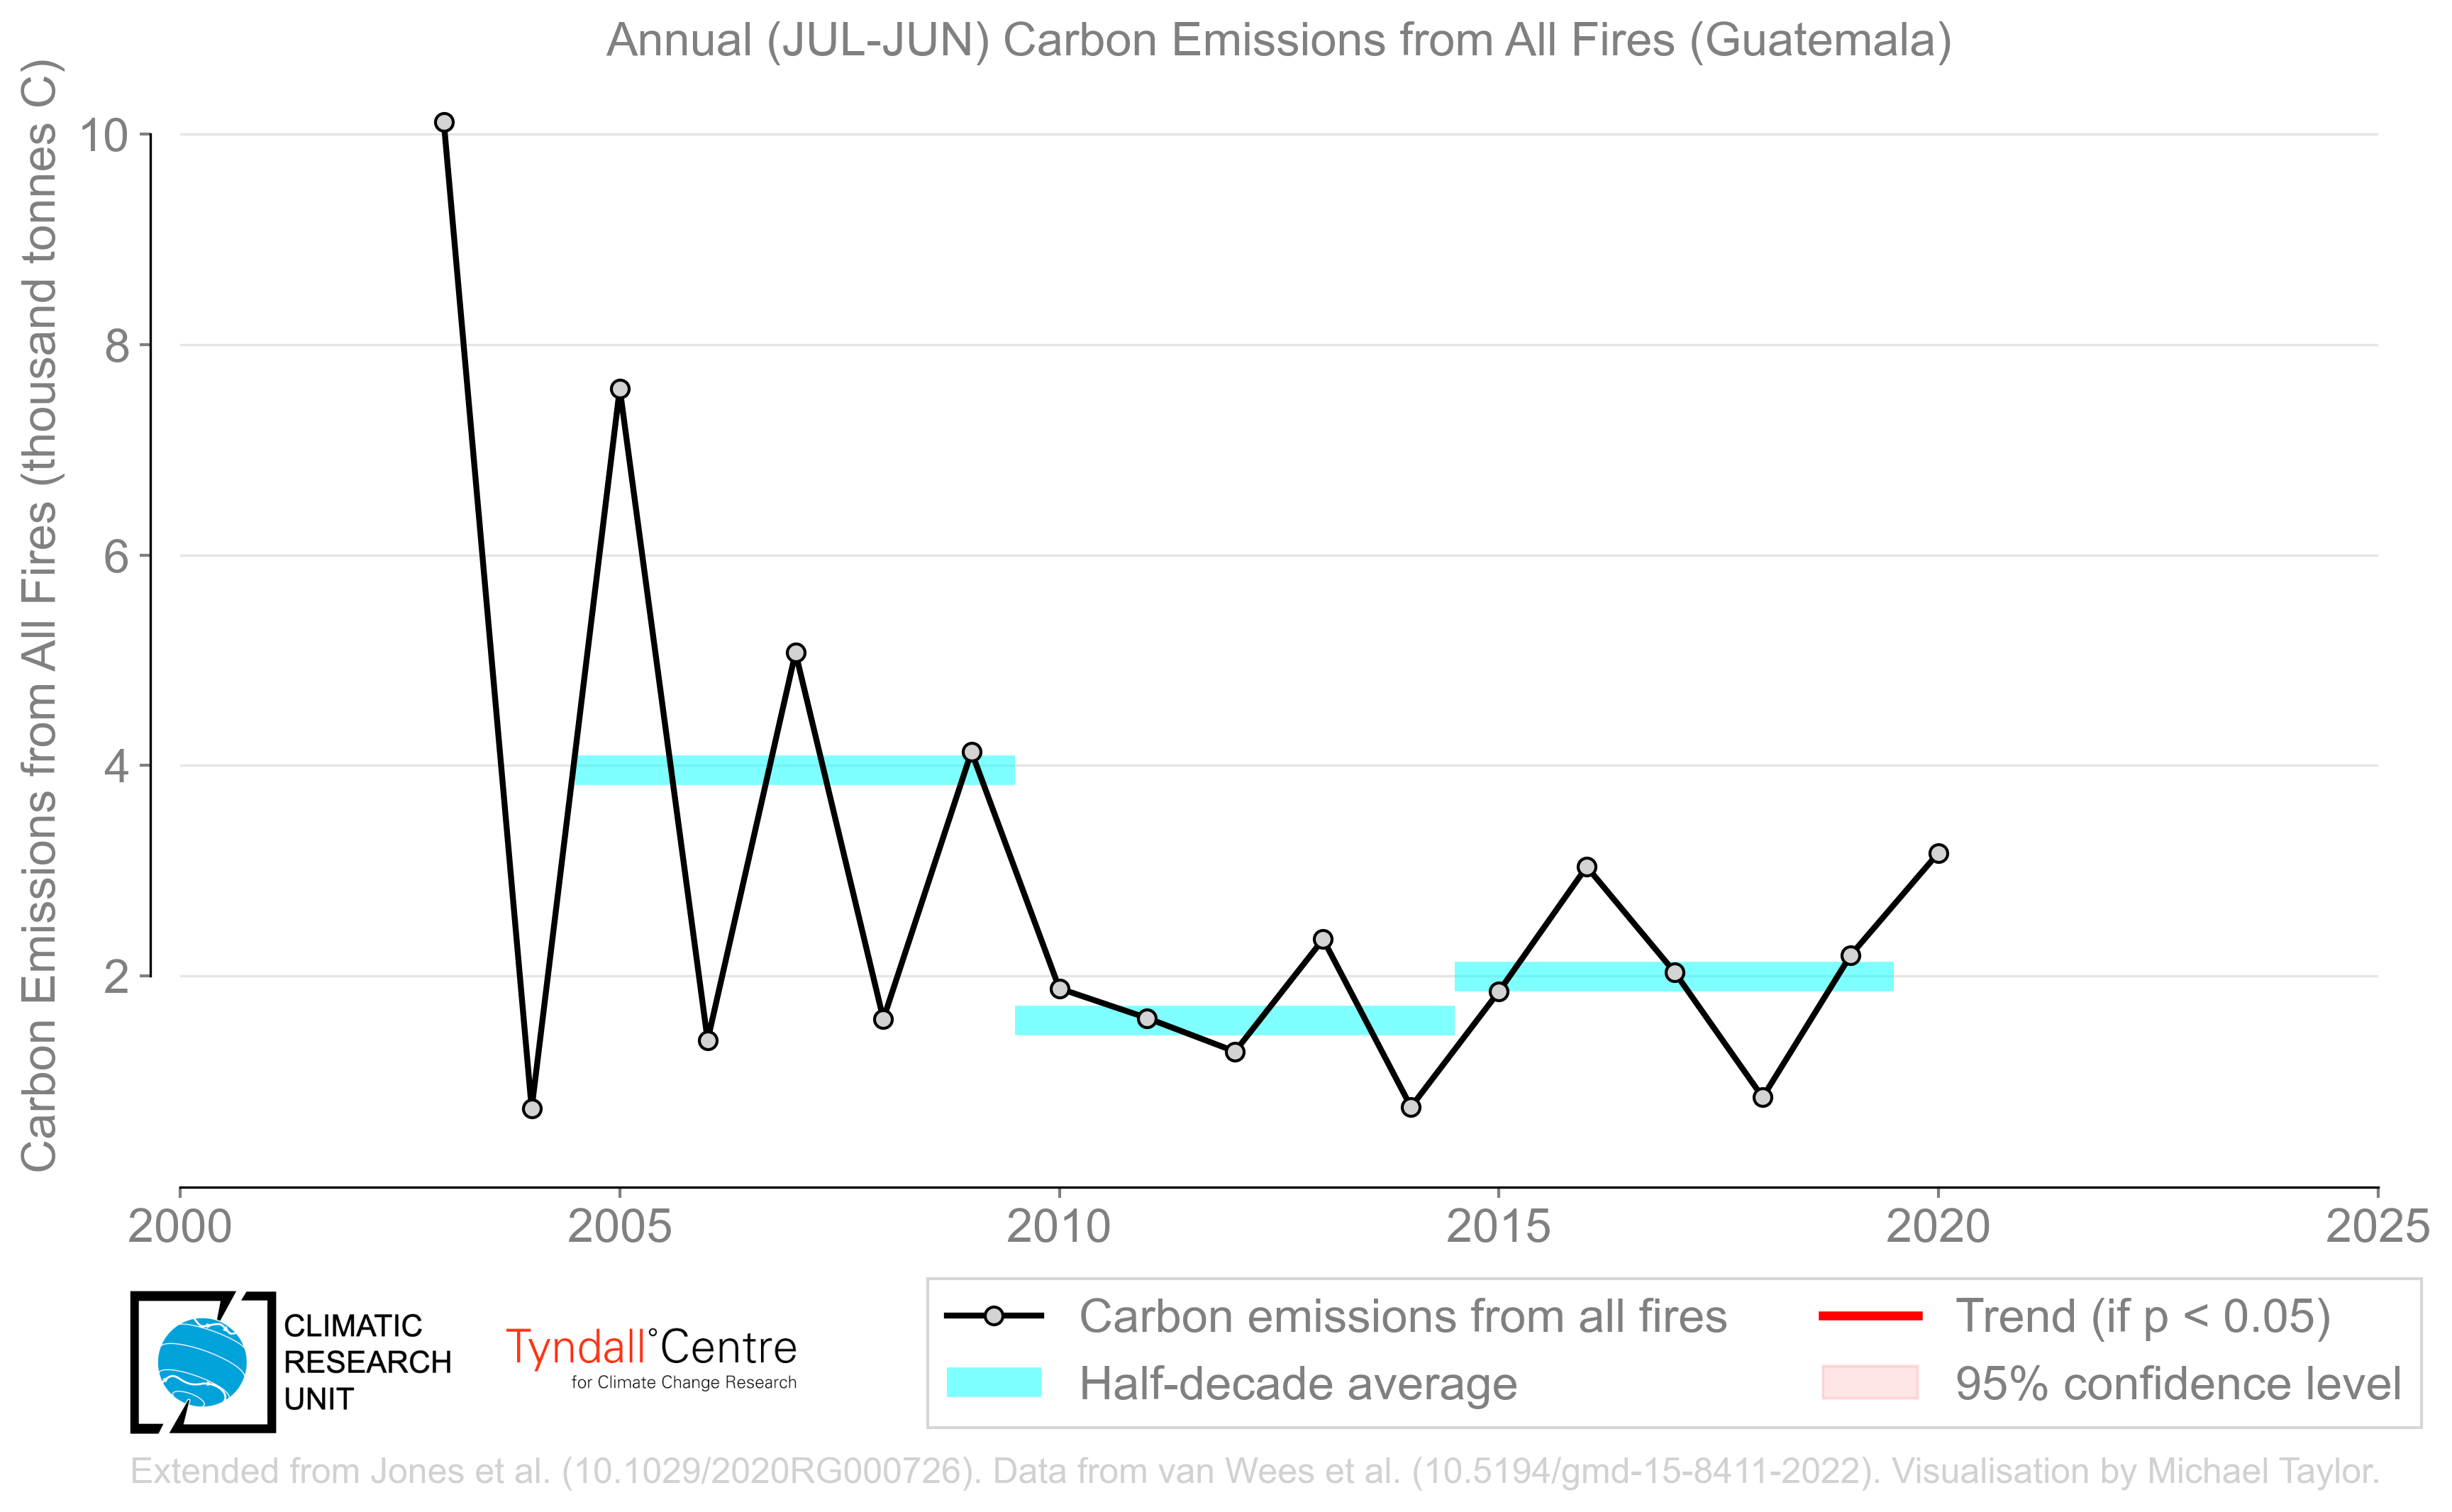 Annual (JUL-JUN) Carbon Emissions from All Fires (Guatemala)
Carbon Emissions from All Fires (thousand tonnes C)
10
8
6
4
2
2000 2005 2010 2015 2020 2025
CLIMATIC
RESEARCH
UNIT
Tyndall°Centre
for Climate Change Research
Carbon emissions from all fires
Half-decade average
Trend (if p < 0.05)
95% confidence level
Extended from Jones et al. (10.1029/2020RG000726). Data from van Wees et al. (10.5194/gmd-15-8411-2022). Visualisation by Michael Taylor.